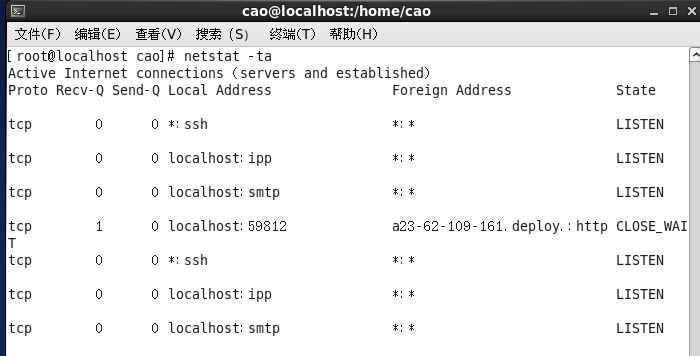 cao@localhost:/home/cao
文件(F) 编辑(E) 查看(V) 搜索(S) 终端(T) 帮助(H)
[root@localhost cao]# netstat -ta
Active Internet connections (servers and established)
Proto Recv-Q Send-Q Local Address Foreign Address State
tcp 0 0 *:ssh *:* LISTEN
tcp 0 0 localhost:ipp *:* LISTEN
tcp 0 0 localhost:smtp *:* LISTEN
tcp 1 0 localhost:59812 a23-62-109-161.deploy.:http CLOSE_WAI
T
tcp 0 0 *:ssh *:* LISTEN
tcp 0 0 localhost:ipp *:* LISTEN
tcp 0 0 localhost:smtp *:* LISTEN